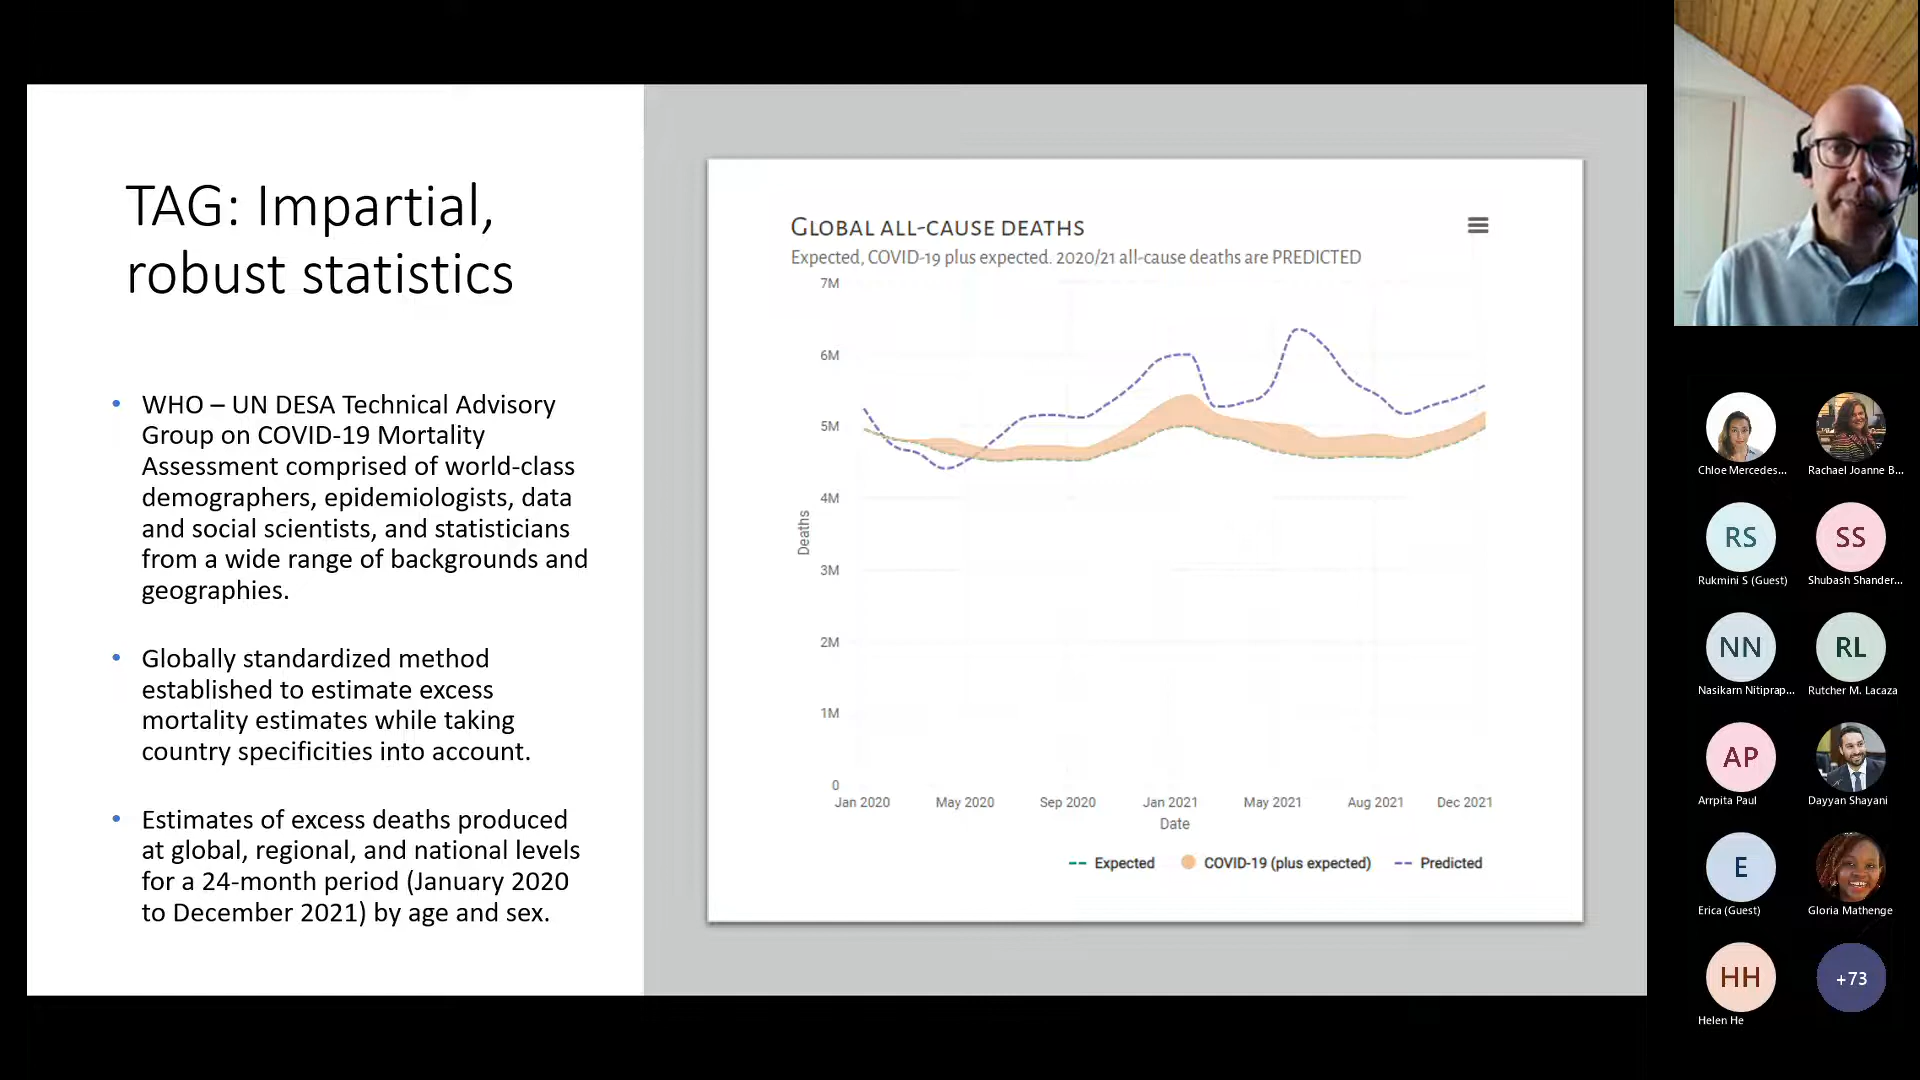 TAG: Impartial,
robust statistics
• WHO – UN DESA Technical Advisory
Group on COVID-19 Mortality
Assessment comprised of world-class
demographers, epidemiologists, data
and social scientists, and statisticians
from a wide range of backgrounds and
geographies.
• Globally standardized method
established to estimate excess
mortality estimates while taking
country specificities into account.
• Estimates of excess deaths produced
at global, regional, and national levels
for a 24-month period (January 2020
to December 2021) by age and sex.
GLOBAL ALL-CAUSE DEATHS
Expected, COVID-19 plus expected. 2020/21 all-cause deaths are PREDICTED
7M
6M
5M
4M
3M
2M
1M
0
Deaths
Jan 2020 May 2020 Sep 2020 Jan 2021 May 2021 Aug 2021 Dec 2021
Date
Expected COVID-19 (plus expected) Predicted
Chloe Mercedes... Rachael Joanne B...
RS SS
Rukmini S (Guest) Shubash Shander...
NN RL
Nasikarn Nitiprap... Rutcher M. Lacaza
AP
Arrpita Paul Dayyan Shayani
E
Erica (Guest) Gloria Mathenge
HH +73
Helen He